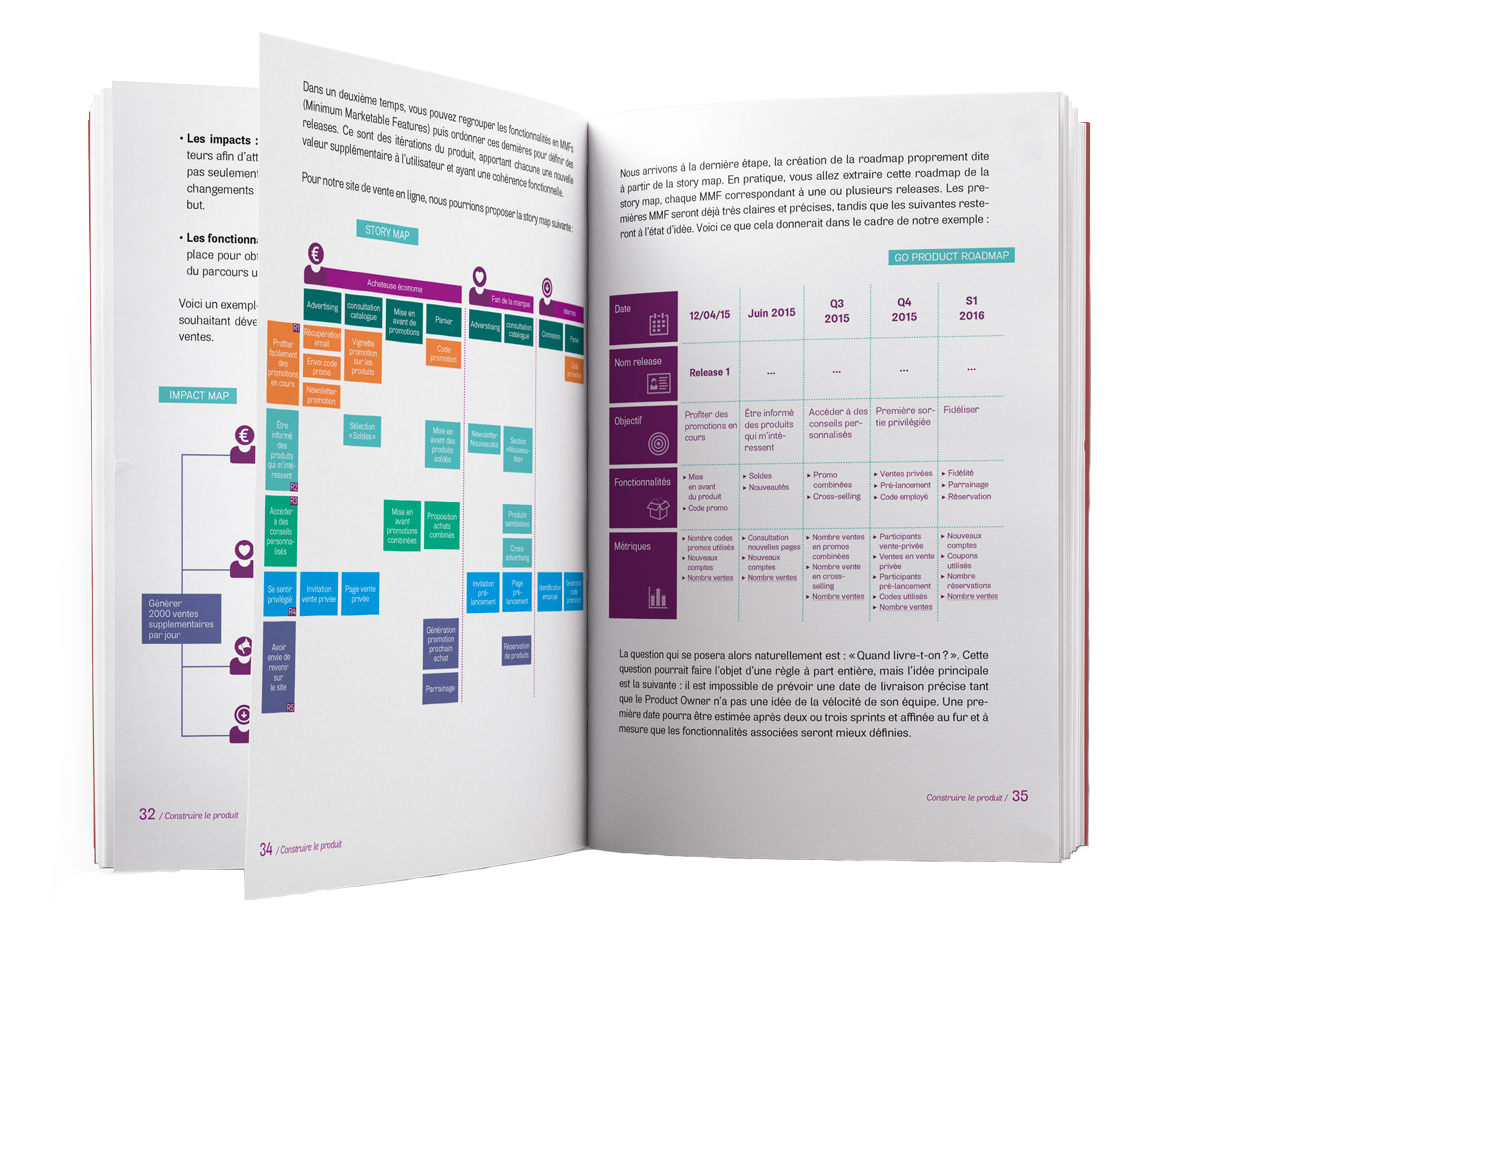 • Les impacts :
teurs afin d'att
pas seulement
changements
but.
• Les fonctionna
place pour obt
du parcours u
Voici un exempl
souhaitant déve
ventes.
IMPACT MAP
Générer
2000 ventes
supplémentaires
par jour
32 / Construire le produit
Dans un deuxième temps, vous pouvez regrouper les fonctionnalités en MMFs
(Minimum Marketable Features) puis ordonner ces dernières pour définir des
releases. Ce sont des itérations du produit, apportant chacune une nouvelle
valeur supplémentaire à l'utilisateur et ayant une cohérence fonctionnelle.
Pour notre site de vente en ligne, nous pourrions proposer la story map suivante :
STORY MAP
Acheteuse économe
Fan de la marque
Advertising
consultation
catalogue
Mise en
avant de
promotions
Panier
Adverstising
consultation
catalogue
Connexion
Panier
R1
Profiter
facilement
des
promotions
en cours
Récupération
email
Envoi code
promo
Newsletter
promotion
Vignette
promotion
sur les
produits
Code
promotion
Code
promotion
Être
informé
des
produits
qui m'inté-
ressent
R2
Sélection
« Soldes »
Mise en
avant des
produits
soldés
Newsletter
Nouveautés
Section
«Nouveau-
tés»
R3
Accéder
à des
conseils
personna-
lisés
Mise en
avant
promotions
combinées
Proposition
achats
combinés
Produits
semblables
Cross-
advertising
Se sentir
privilégié
R4
Invitation
vente privée
Page vente
privée
Invitation
pré-
lancement
Page
pré-
lancement
Identification
employé
Génération
code
promotion
Avoir
envie de
revenir
sur
le site
R5
Génération
promotion
prochain
achat
Parrainage
Réservation
de produits
34 / Construire le produit
Nous arrivons à la dernière étape, la création de la roadmap proprement dite
à partir de la story map. En pratique, vous allez extraire cette roadmap de la
story map, chaque MMF correspondant à une ou plusieurs releases. Les pre-
mières MMF seront déjà très claires et précises, tandis que les suivantes reste-
ront à l'état d'idée. Voici ce que cela donnerait dans le cadre de notre exemple :
GO PRODUCT ROADMAP
Date
12/04/15
Juin 2015
Q3
2015
Q4
2015
S1
2016
Nom release
Release 1
...
...
...
...
Objectif
Profiter des
promotions en
cours
Être informé
des produits
qui m'inté-
ressent
Accéder à des
conseils per-
sonnalisés
Première sor-
tie privilégiée
Fidéliser
Fonctionnalités
▸ Mise
en avant
du produit
▸ Code promo
▸ Soldes
▸ Nouveautés
▸ Promo
combinées
▸ Cross-selling
▸ Ventes privées
▸ Pré-lancement
▸ Code employé
▸ Fidélité
▸ Parrainage
▸ Réservation
Métriques
▸ Nombre codes
promos utilisés
▸ Nouveaux
comptes
▸ Nombre ventes
▸ Consultation
nouvelles pages
▸ Nouveaux
comptes
▸ Nombre ventes
▸ Nombre ventes
en promos
combinées
▸ Nombre vente
en cross-
selling
▸ Nombre ventes
▸ Participants
vente-privée
▸ Ventes en vente
privée
▸ Participants
pré-lancement
▸ Codes utilisés
▸ Nombre ventes
▸ Nouveaux
comptes
▸ Coupons
utilisés
▸ Nombre
réservations
▸ Nombre ventes
La question qui se posera alors naturellement est : « Quand livre-t-on ? ». Cette
question pourrait faire l'objet d'une règle à part entière, mais l'idée principale
est la suivante : il est impossible de prévoir une date de livraison précise tant
que le Product Owner n'a pas une idée de la vélocité de son équipe. Une pre-
mière date pourra être estimée après deux ou trois sprints et affinée au fur et à
mesure que les fonctionnalités associées seront mieux définies.
Construire le produit / 35